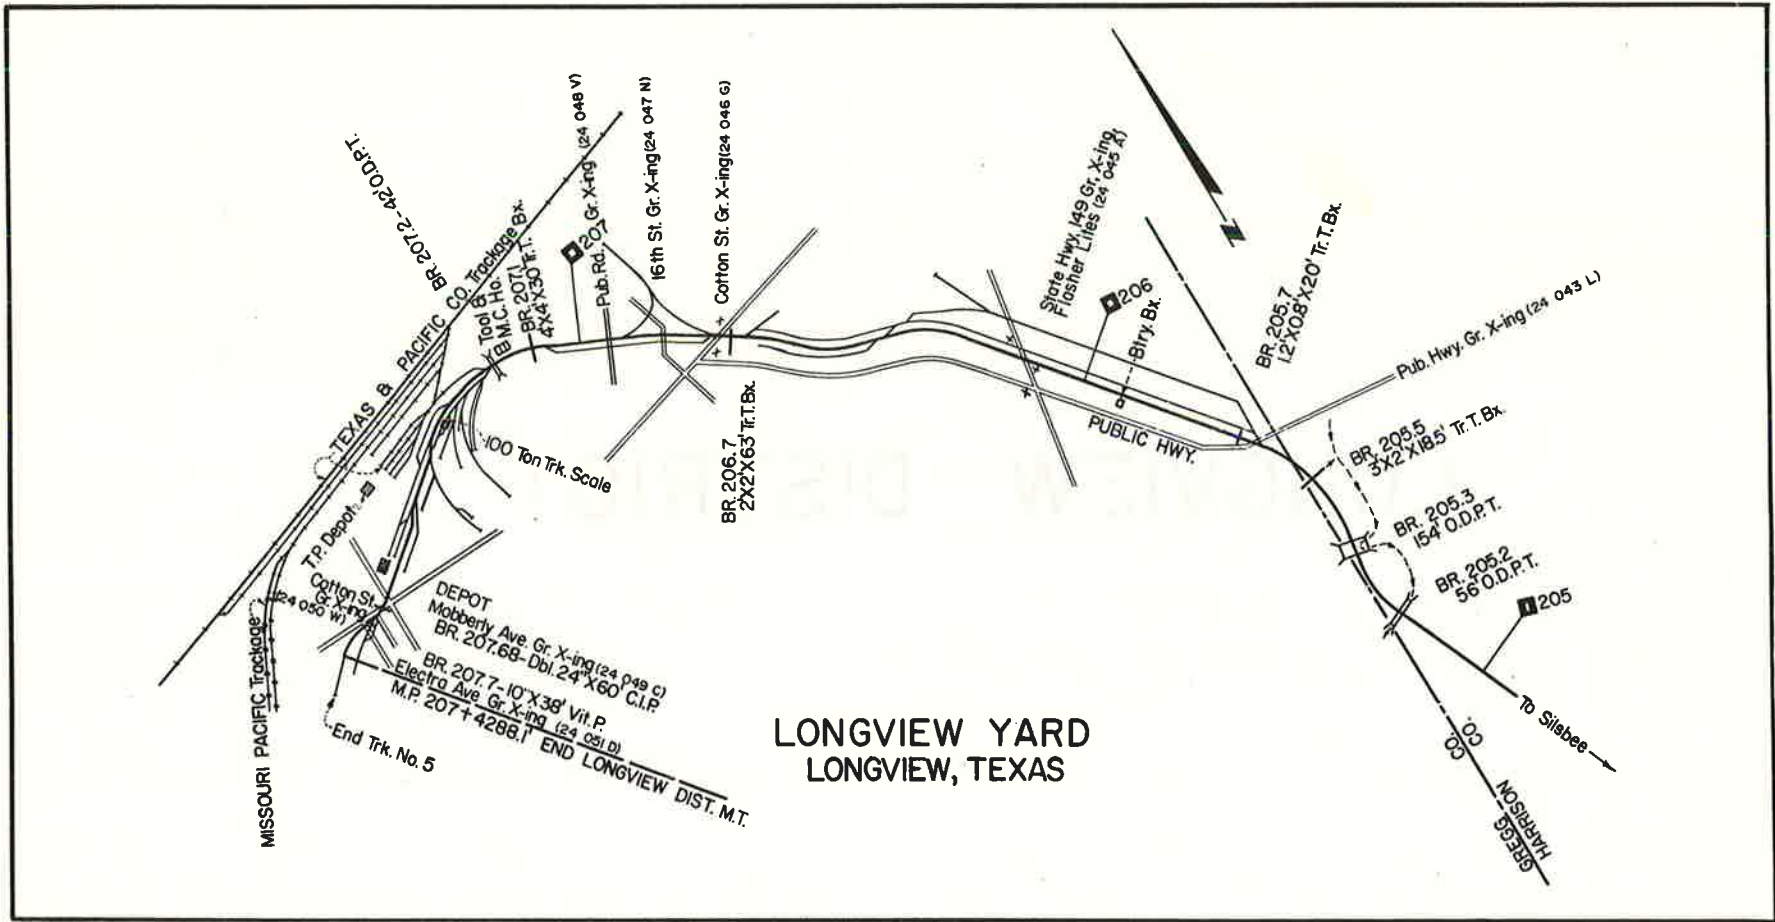 BR. 207.2-42' O.D.P.T.
TEXAS & PACIFIC CO. Trackage Bx.
Tool &
M.C. Ho.
BR. 207.1
4'X4'X30' Tr. T.
207
Pub. Rd. Gr. X-ing (24 048 V)
16th St. Gr. X-ing (24 047 N)
Cotton St. Gr. X-ing (24 046 G)
BR. 206.7
2'X2'X63' Tr. T. Bx.
State Hwy. 149 Gr. X-ing,
Flasher Lites (24 045 A)
206
Btry. Bx.
PUBLIC HWY.
N
BR. 205.7
1.2'X0.8'X20' Tr. T. Bx.
Pub. Hwy. Gr. X-ing (24 043 L)
BR. 205.5
3'X2'X18.5' Tr. T. Bx.
BR. 205.3
154' O.D.P.T.
BR. 205.2
56' O.D.P.T.
205
To Silsbee
GREGG CO.
HARRISON CO.
100 Ton Trk. Scale
T.P. Depot
Cotton St.
Gr. X-ing
(24 050 W)
DEPOT
Mobberly Ave. Gr. X-ing (24 049 C)
BR. 207.68-Dbl. 24"X60' C.I.P.
BR. 207.7-10"X38' Vit. P.
Electra Ave. Gr. X-ing (24 051 D)
M.P. 207+4288.1' END LONGVIEW DIST. M.T.
End Trk. No. 5
MISSOURI PACIFIC Trackage
LONGVIEW YARD
LONGVIEW, TEXAS